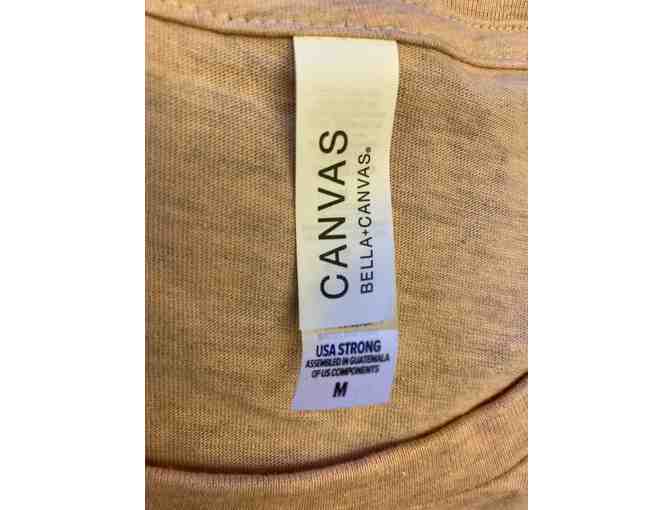 CANVAS
BELLA+CANVAS®
USA STRONG
ASSEMBLED IN GUATEMALA
OF US COMPONENTS
M